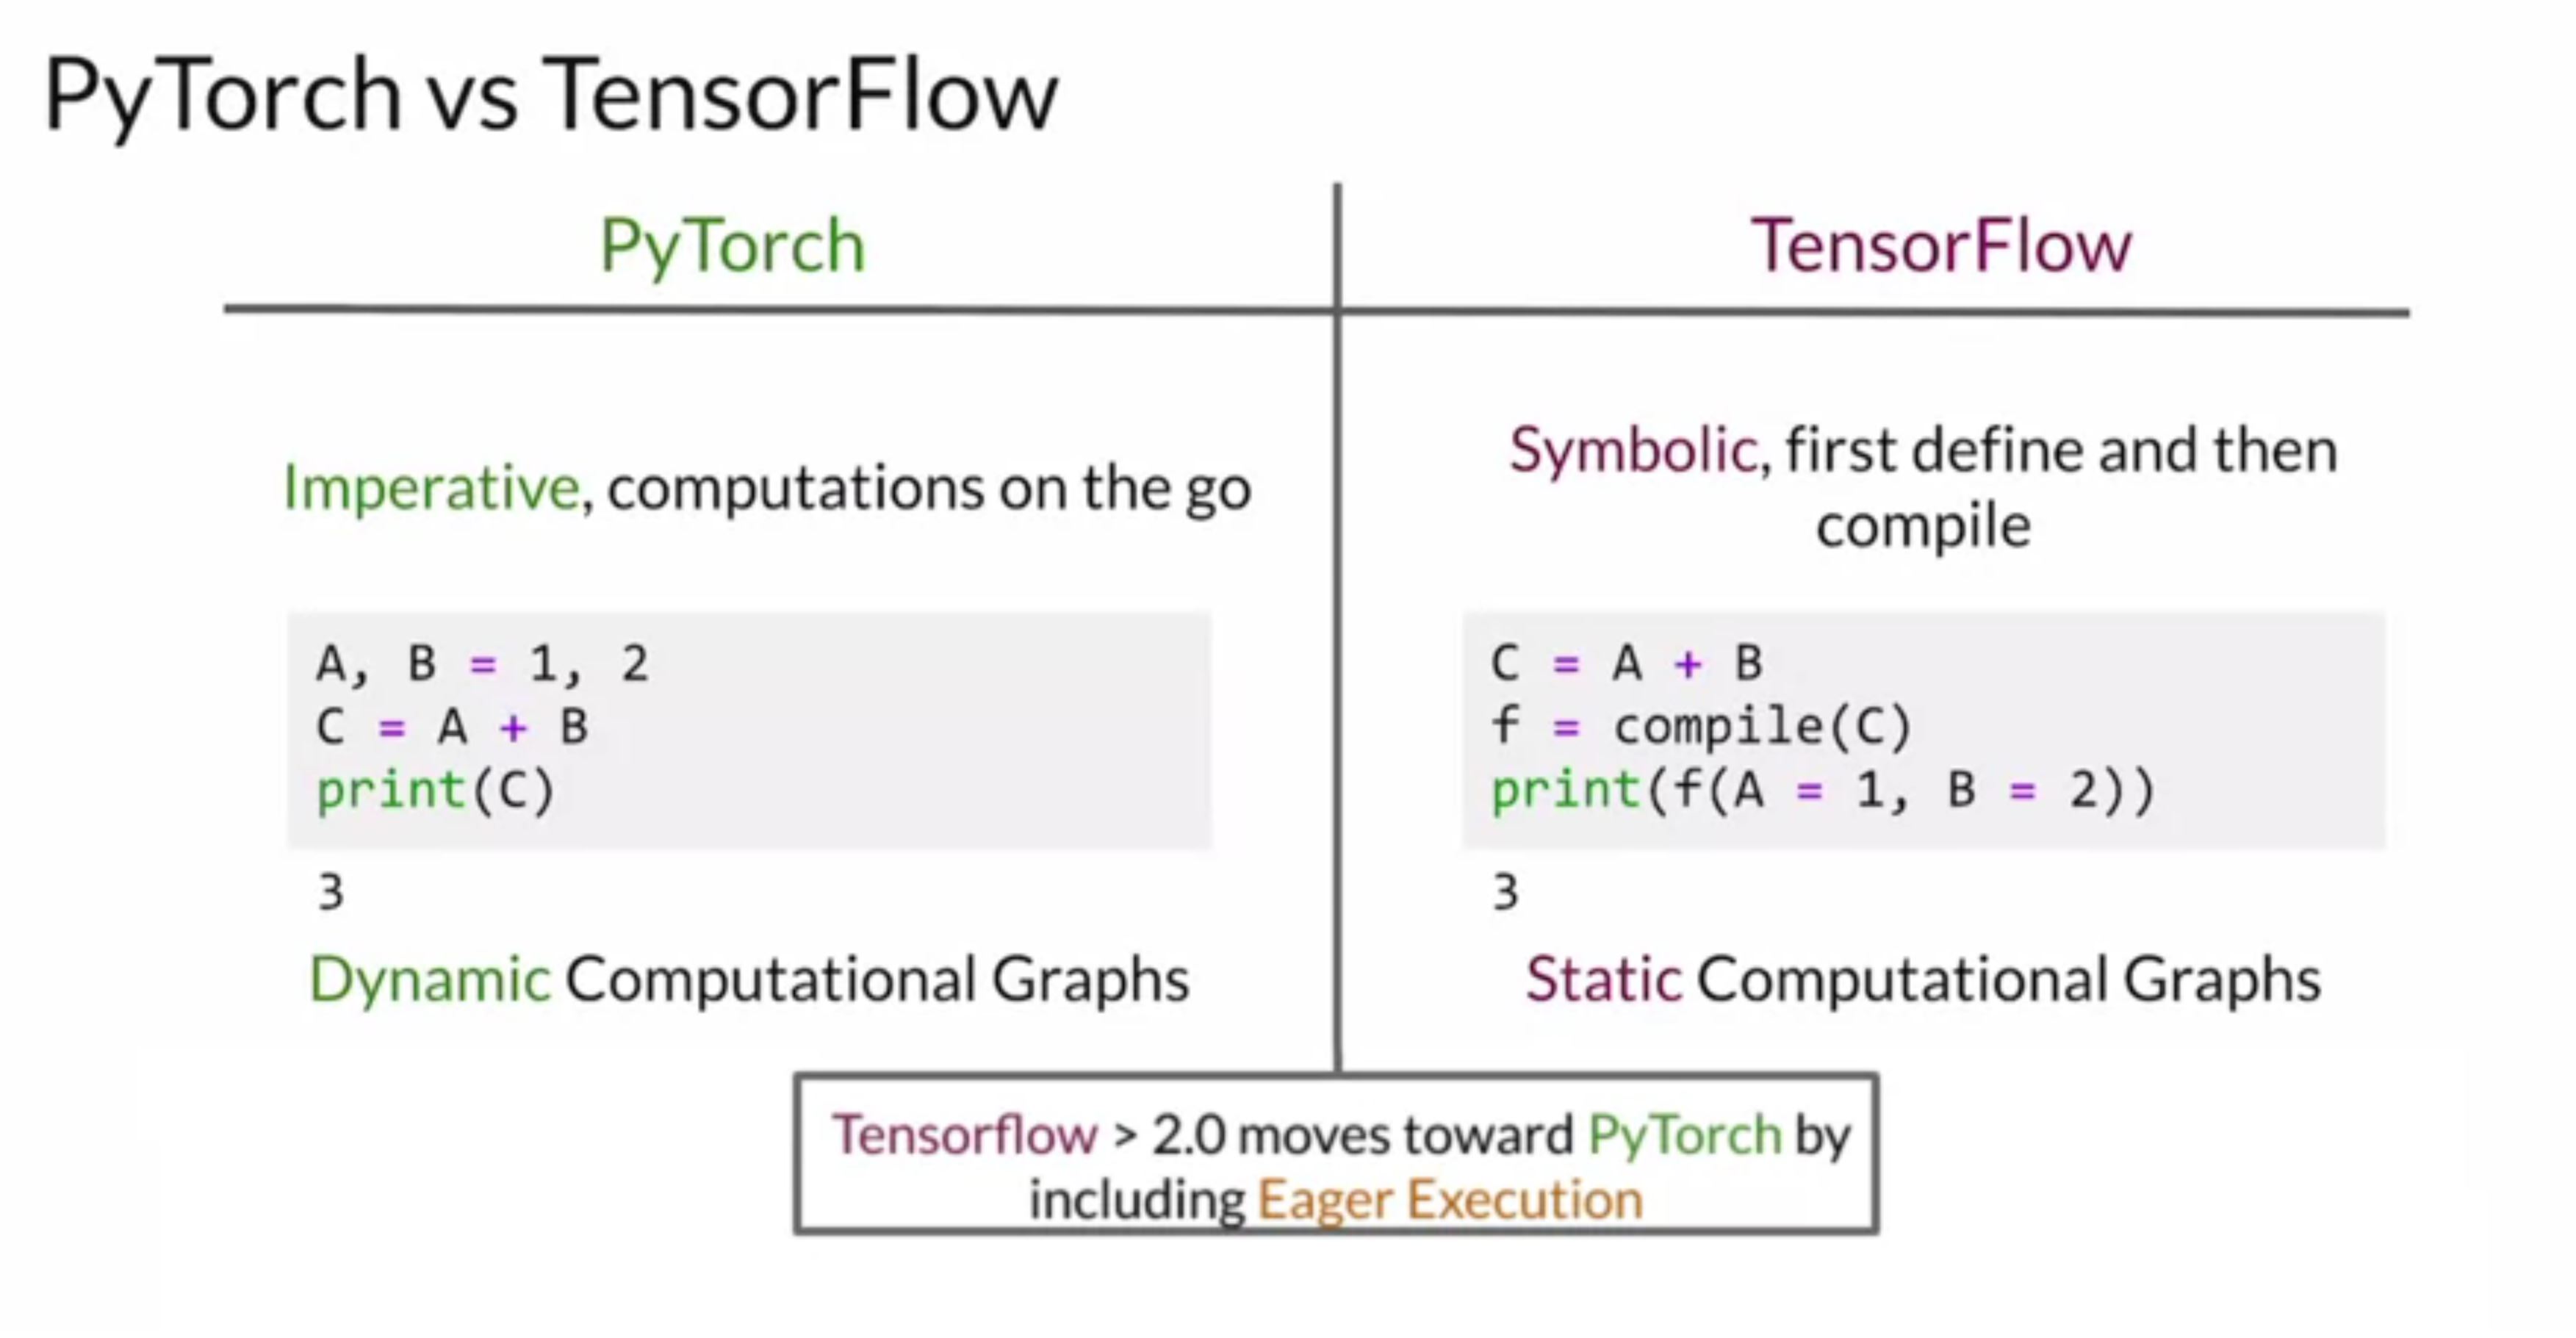 PyTorch vs TensorFlow
PyTorch
Imperative, computations on the go
A, B = 1, 2
C = A + B
print(C)
3
Dynamic Computational Graphs
TensorFlow
Symbolic, first define and then
compile
C = A + B
f = compile(C)
print(f(A = 1, B = 2))
3
Static Computational Graphs
Tensorflow > 2.0 moves toward PyTorch by
including Eager Execution